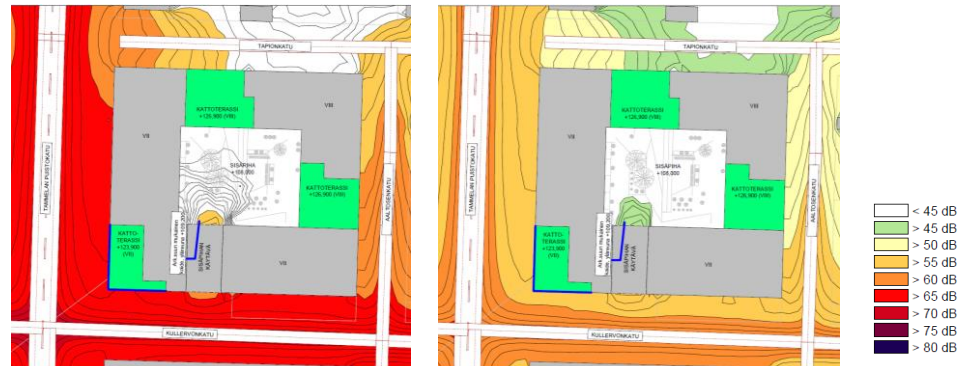 TAPIONKATU
KATTOTERASSI
+126,900 (VIII)
VIII
VII
TAMMELAN PUISTOKATU
SISÄPIHA
+108,000
KATTOTERASSI
+126,900 (VIII)
AALTOSENKATU
KATTO-
TERASSI
+123,900
(VII)
SISÄPIHAN
KÄYTÄVÄ
VIII
KULLERVONKATU
TAPIONKATU
KATTOTERASSI
+126,900 (VIII)
VIII
VII
TAMMELAN PUISTOKATU
SISÄPIHA
+108,000
KATTOTERASSI
+126,900 (VIII)
AALTOSENKATU
KATTO-
TERASSI
+123,900
(VII)
SISÄPIHAN
KÄYTÄVÄ
VIII
KULLERVONKATU
< 45 dB
> 45 dB
> 50 dB
> 55 dB
> 60 dB
> 65 dB
> 70 dB
> 75 dB
> 80 dB